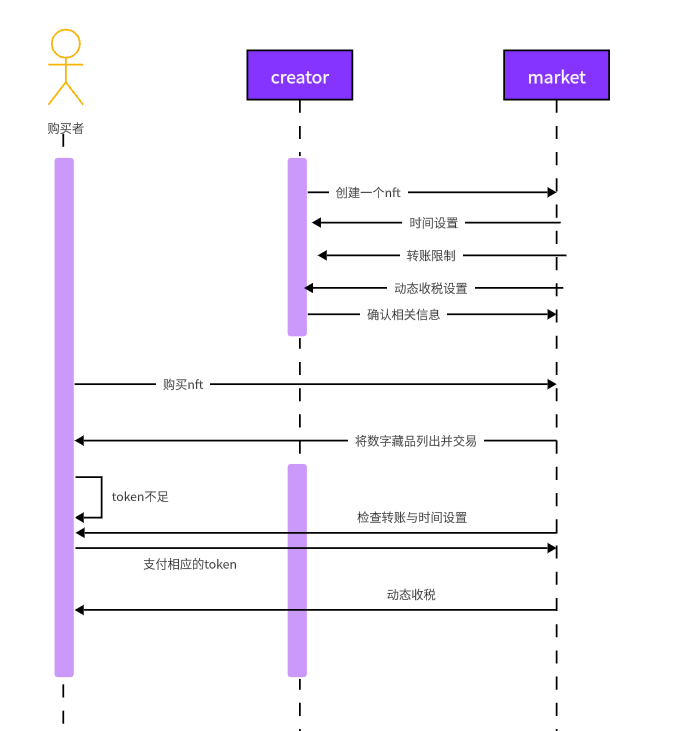 creator
market
购买者
创建一个nft
时间设置
转账限制
动态收税设置
确认相关信息
购买nft
将数字藏品列出并交易
token不足
检查转账与时间设置
支付相应的token
动态收税